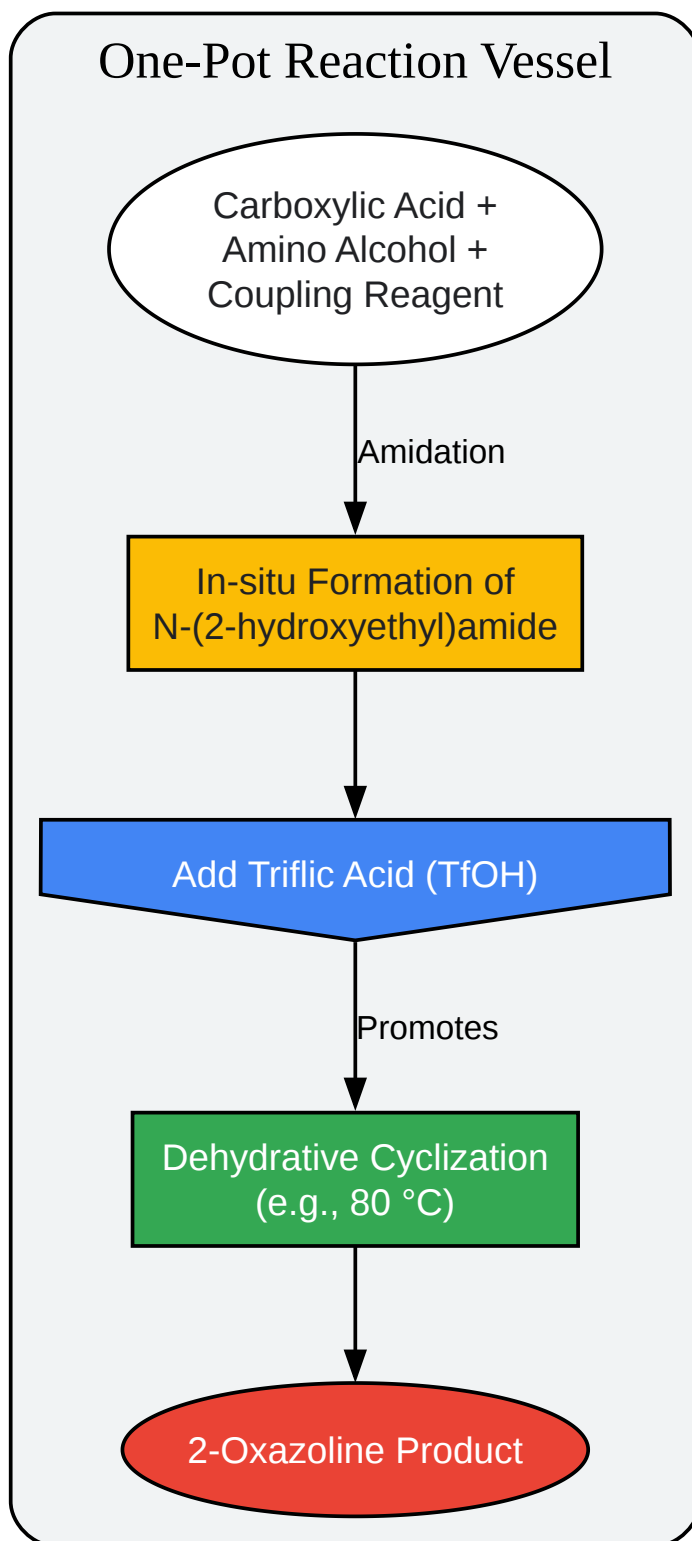 One-Pot Reaction Vessel
Carboxylic Acid +
Amino Alcohol +
Coupling Reagent
Amidation
In-situ Formation of
N-(2-hydroxyethyl)amide
Add Triflic Acid (TfOH)
Promotes
Dehydrative Cyclization
(e.g., 80 °C)
2-Oxazoline Product